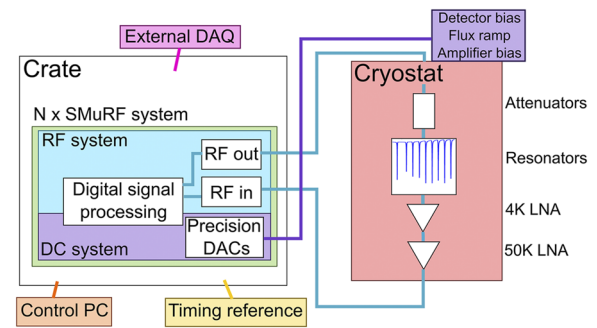 Detector bias
Flux ramp
Amplifier bias
External DAQ
Crate
Cryostat
N x SMuRF system
RF system
RF out
RF in
Digital signal
processing
Precision
DACs
DC system
Attenuators
Resonators
4K LNA
50K LNA
Control PC
Timing reference